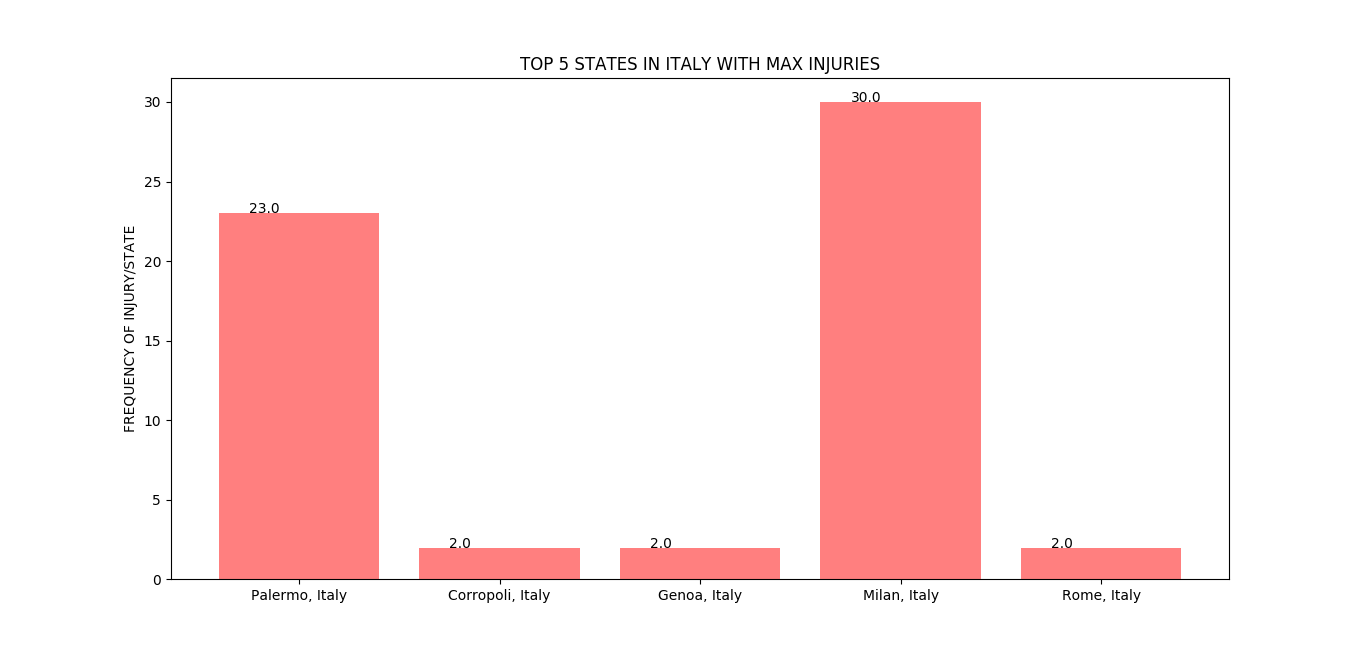 TOP 5 STATES IN ITALY WITH MAX INJURIES
FREQUENCY OF INJURY/STATE
30
25
20
15
10
5
0
23.0
2.0
2.0
30.0
2.0
Palermo, Italy
Corropoli, Italy
Genoa, Italy
Milan, Italy
Rome, Italy